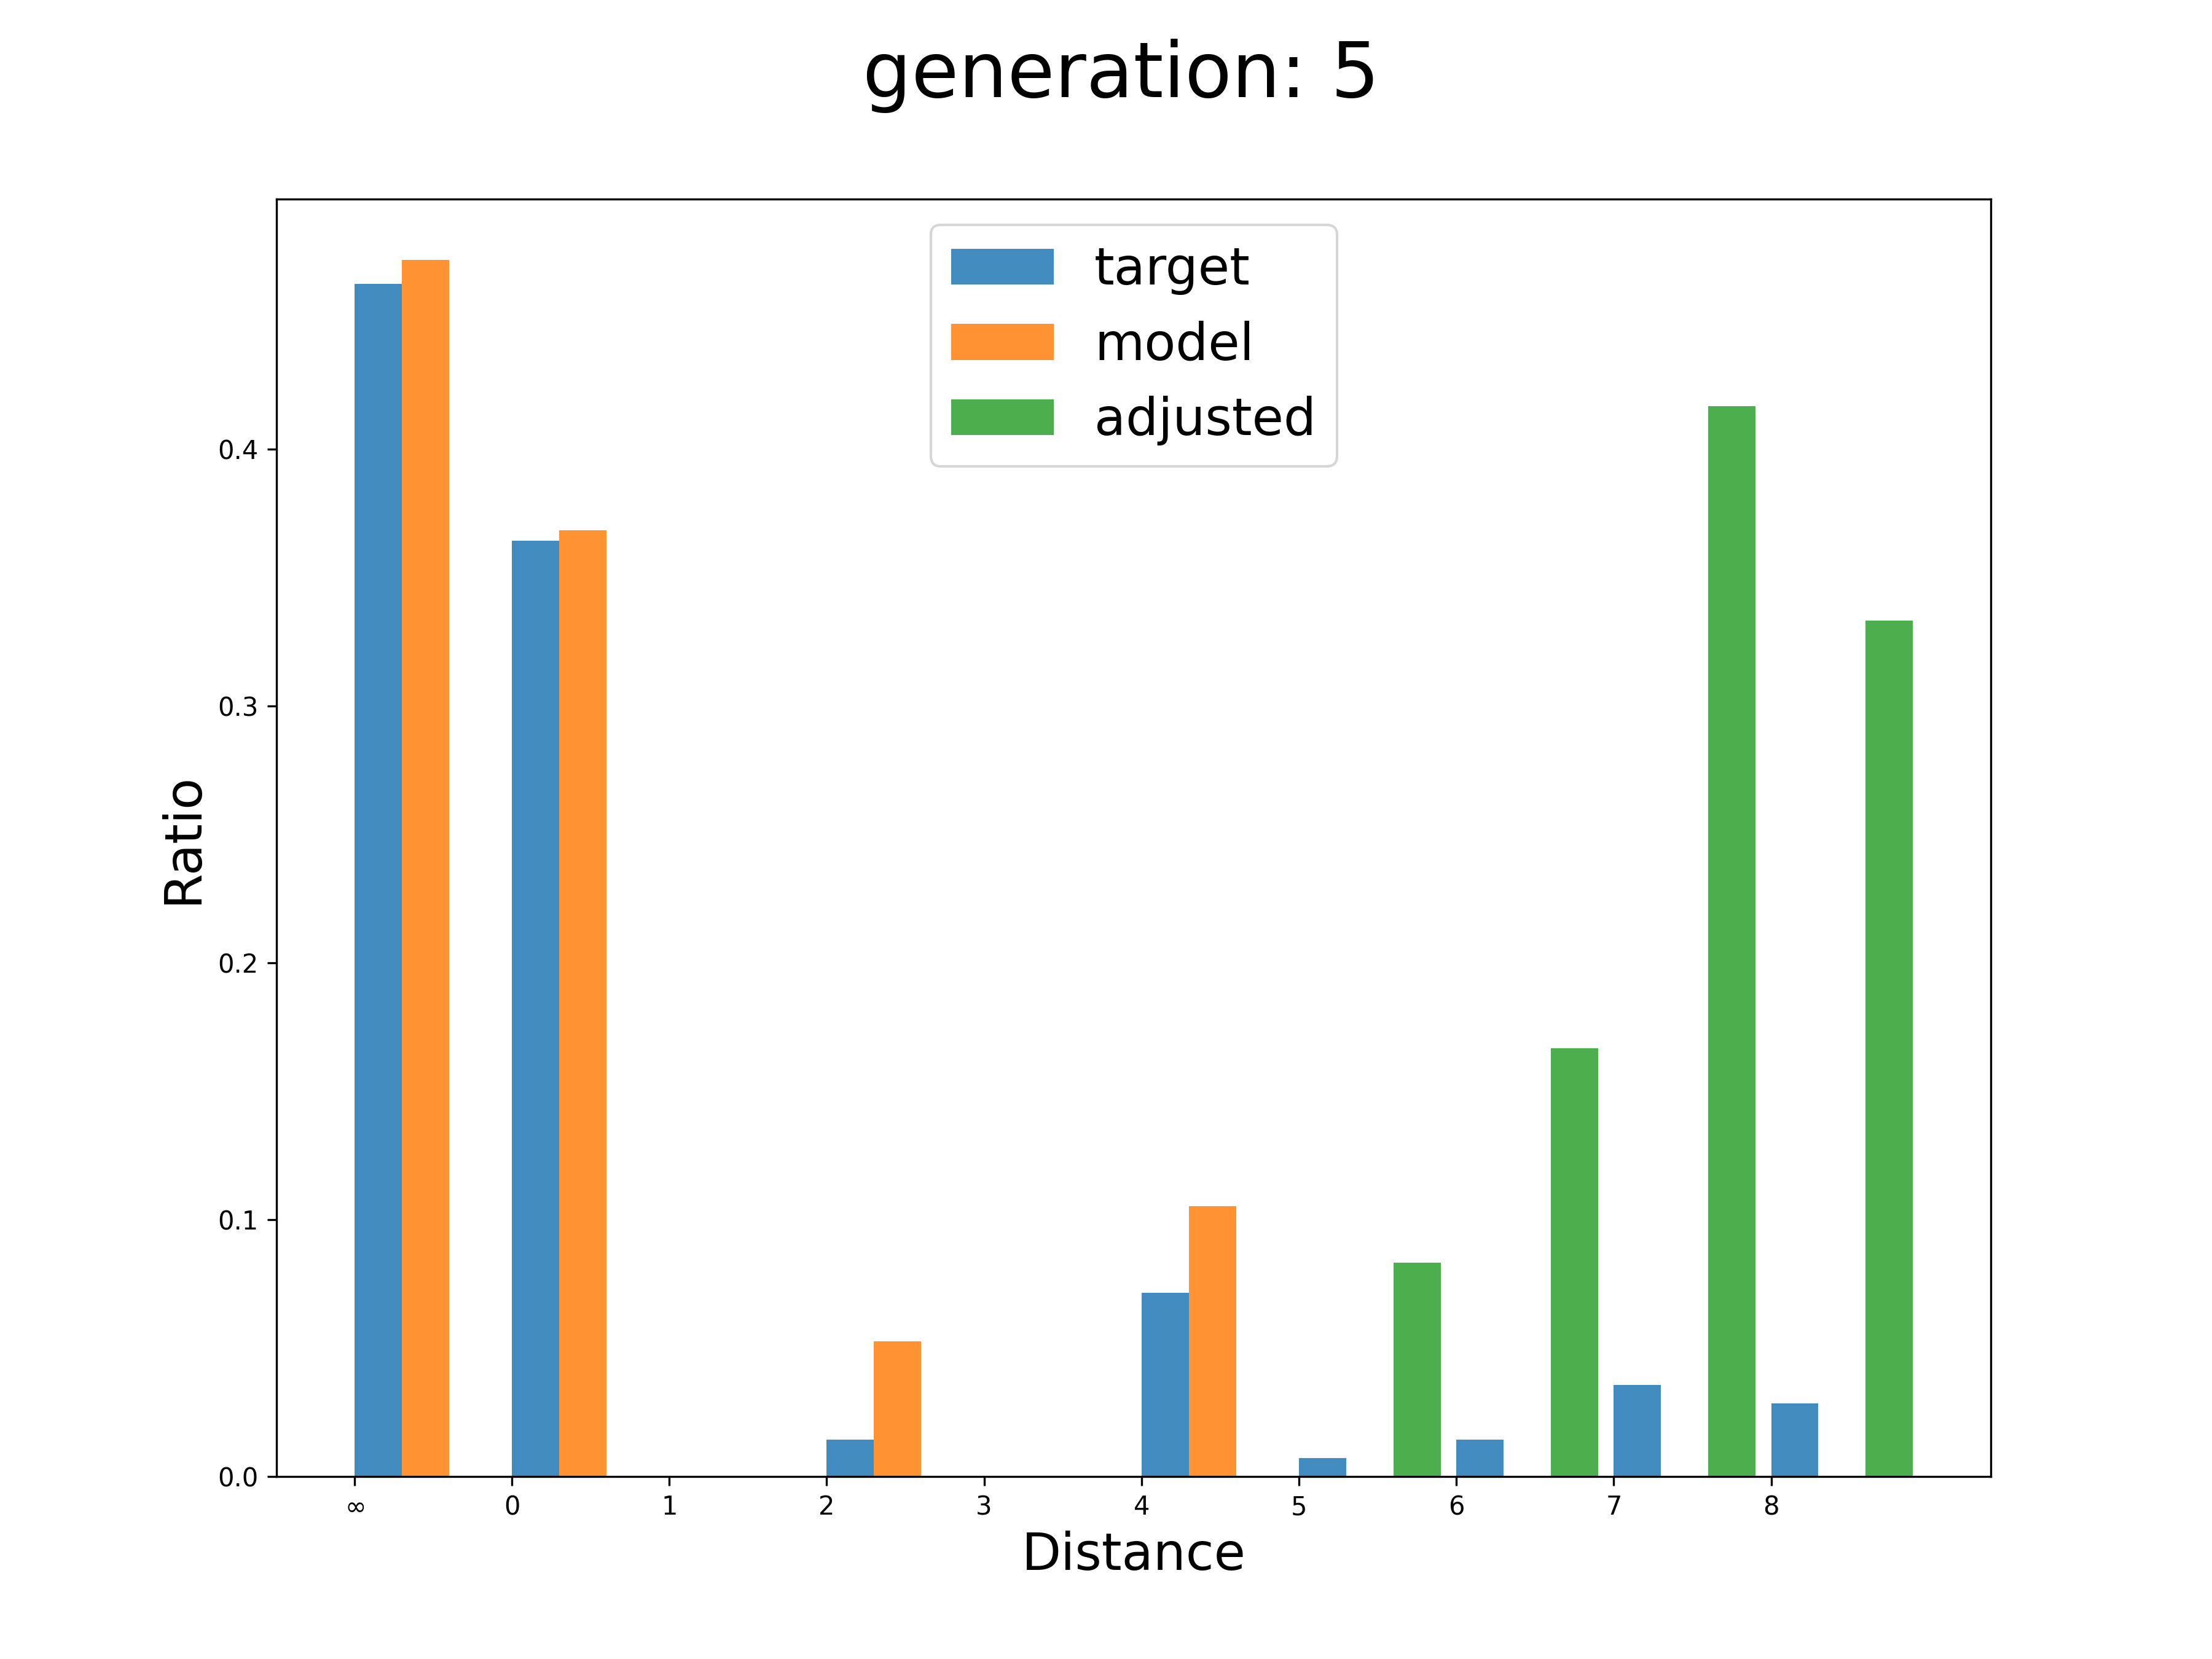 generation: 5
target
model
adjusted
Ratio
0.4
0.3
0.2
0.1
0.0
∞ 0 1 2 3 4 5 6 7 8
Distance